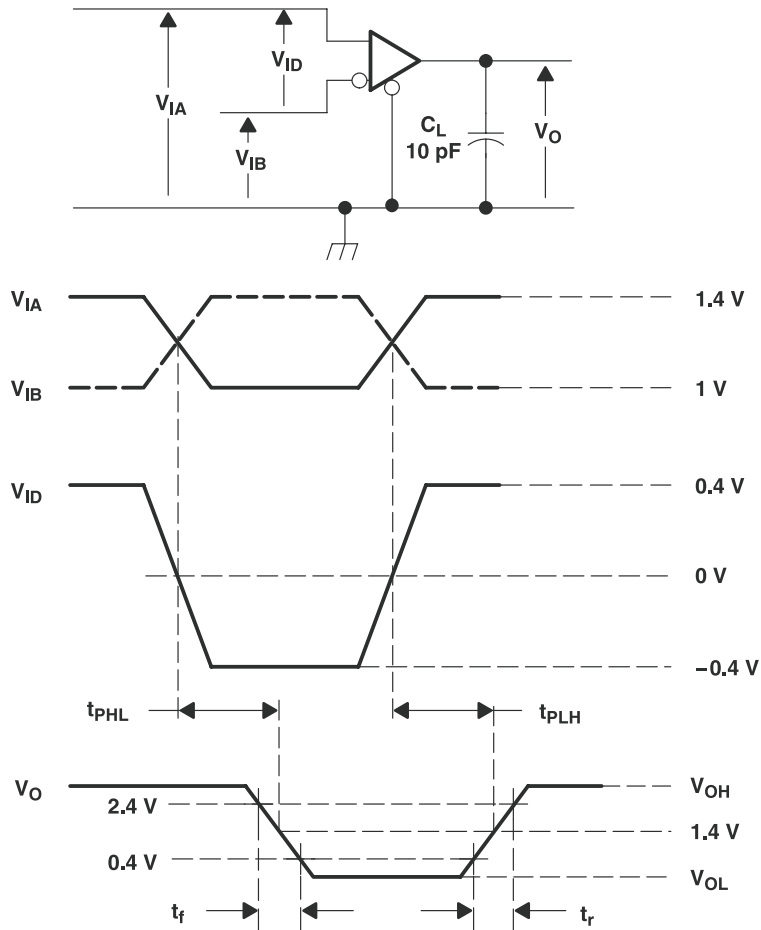 V_ID
V_IA
V_IB
C_L
10 pF
V_O
V_IA
1.4 V
V_IB
1 V
V_ID
0.4 V
0 V
−0.4 V
t_PHL
t_PLH
V_O
V_OH
2.4 V
1.4 V
0.4 V
V_OL
t_f
t_r